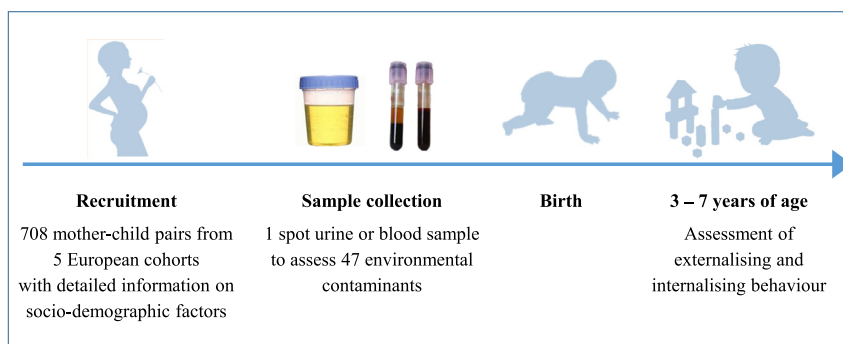 Recruitment
708 mother-child pairs from
5 European cohorts
with detailed information on
socio-demographic factors
Sample collection
1 spot urine or blood sample
to assess 47 environmental
contaminants
Birth
3 – 7 years of age
Assessment of
externalising and
internalising behaviour